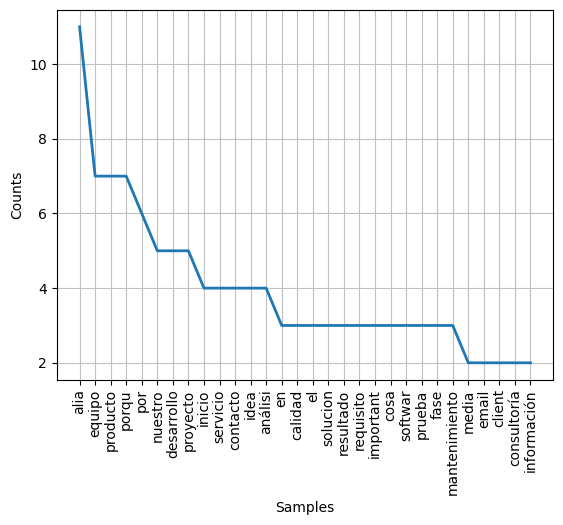 10
8
6
4
2
Counts
alia
equipo
producto
porqu
por
nuestro
desarrollo
proyecto
inicio
servicio
contacto
idea
análisi
en
calidad
el
solucion
resultado
requisito
important
cosa
softwar
prueba
fase
mantenimiento
media
email
client
consultoría
información
Samples